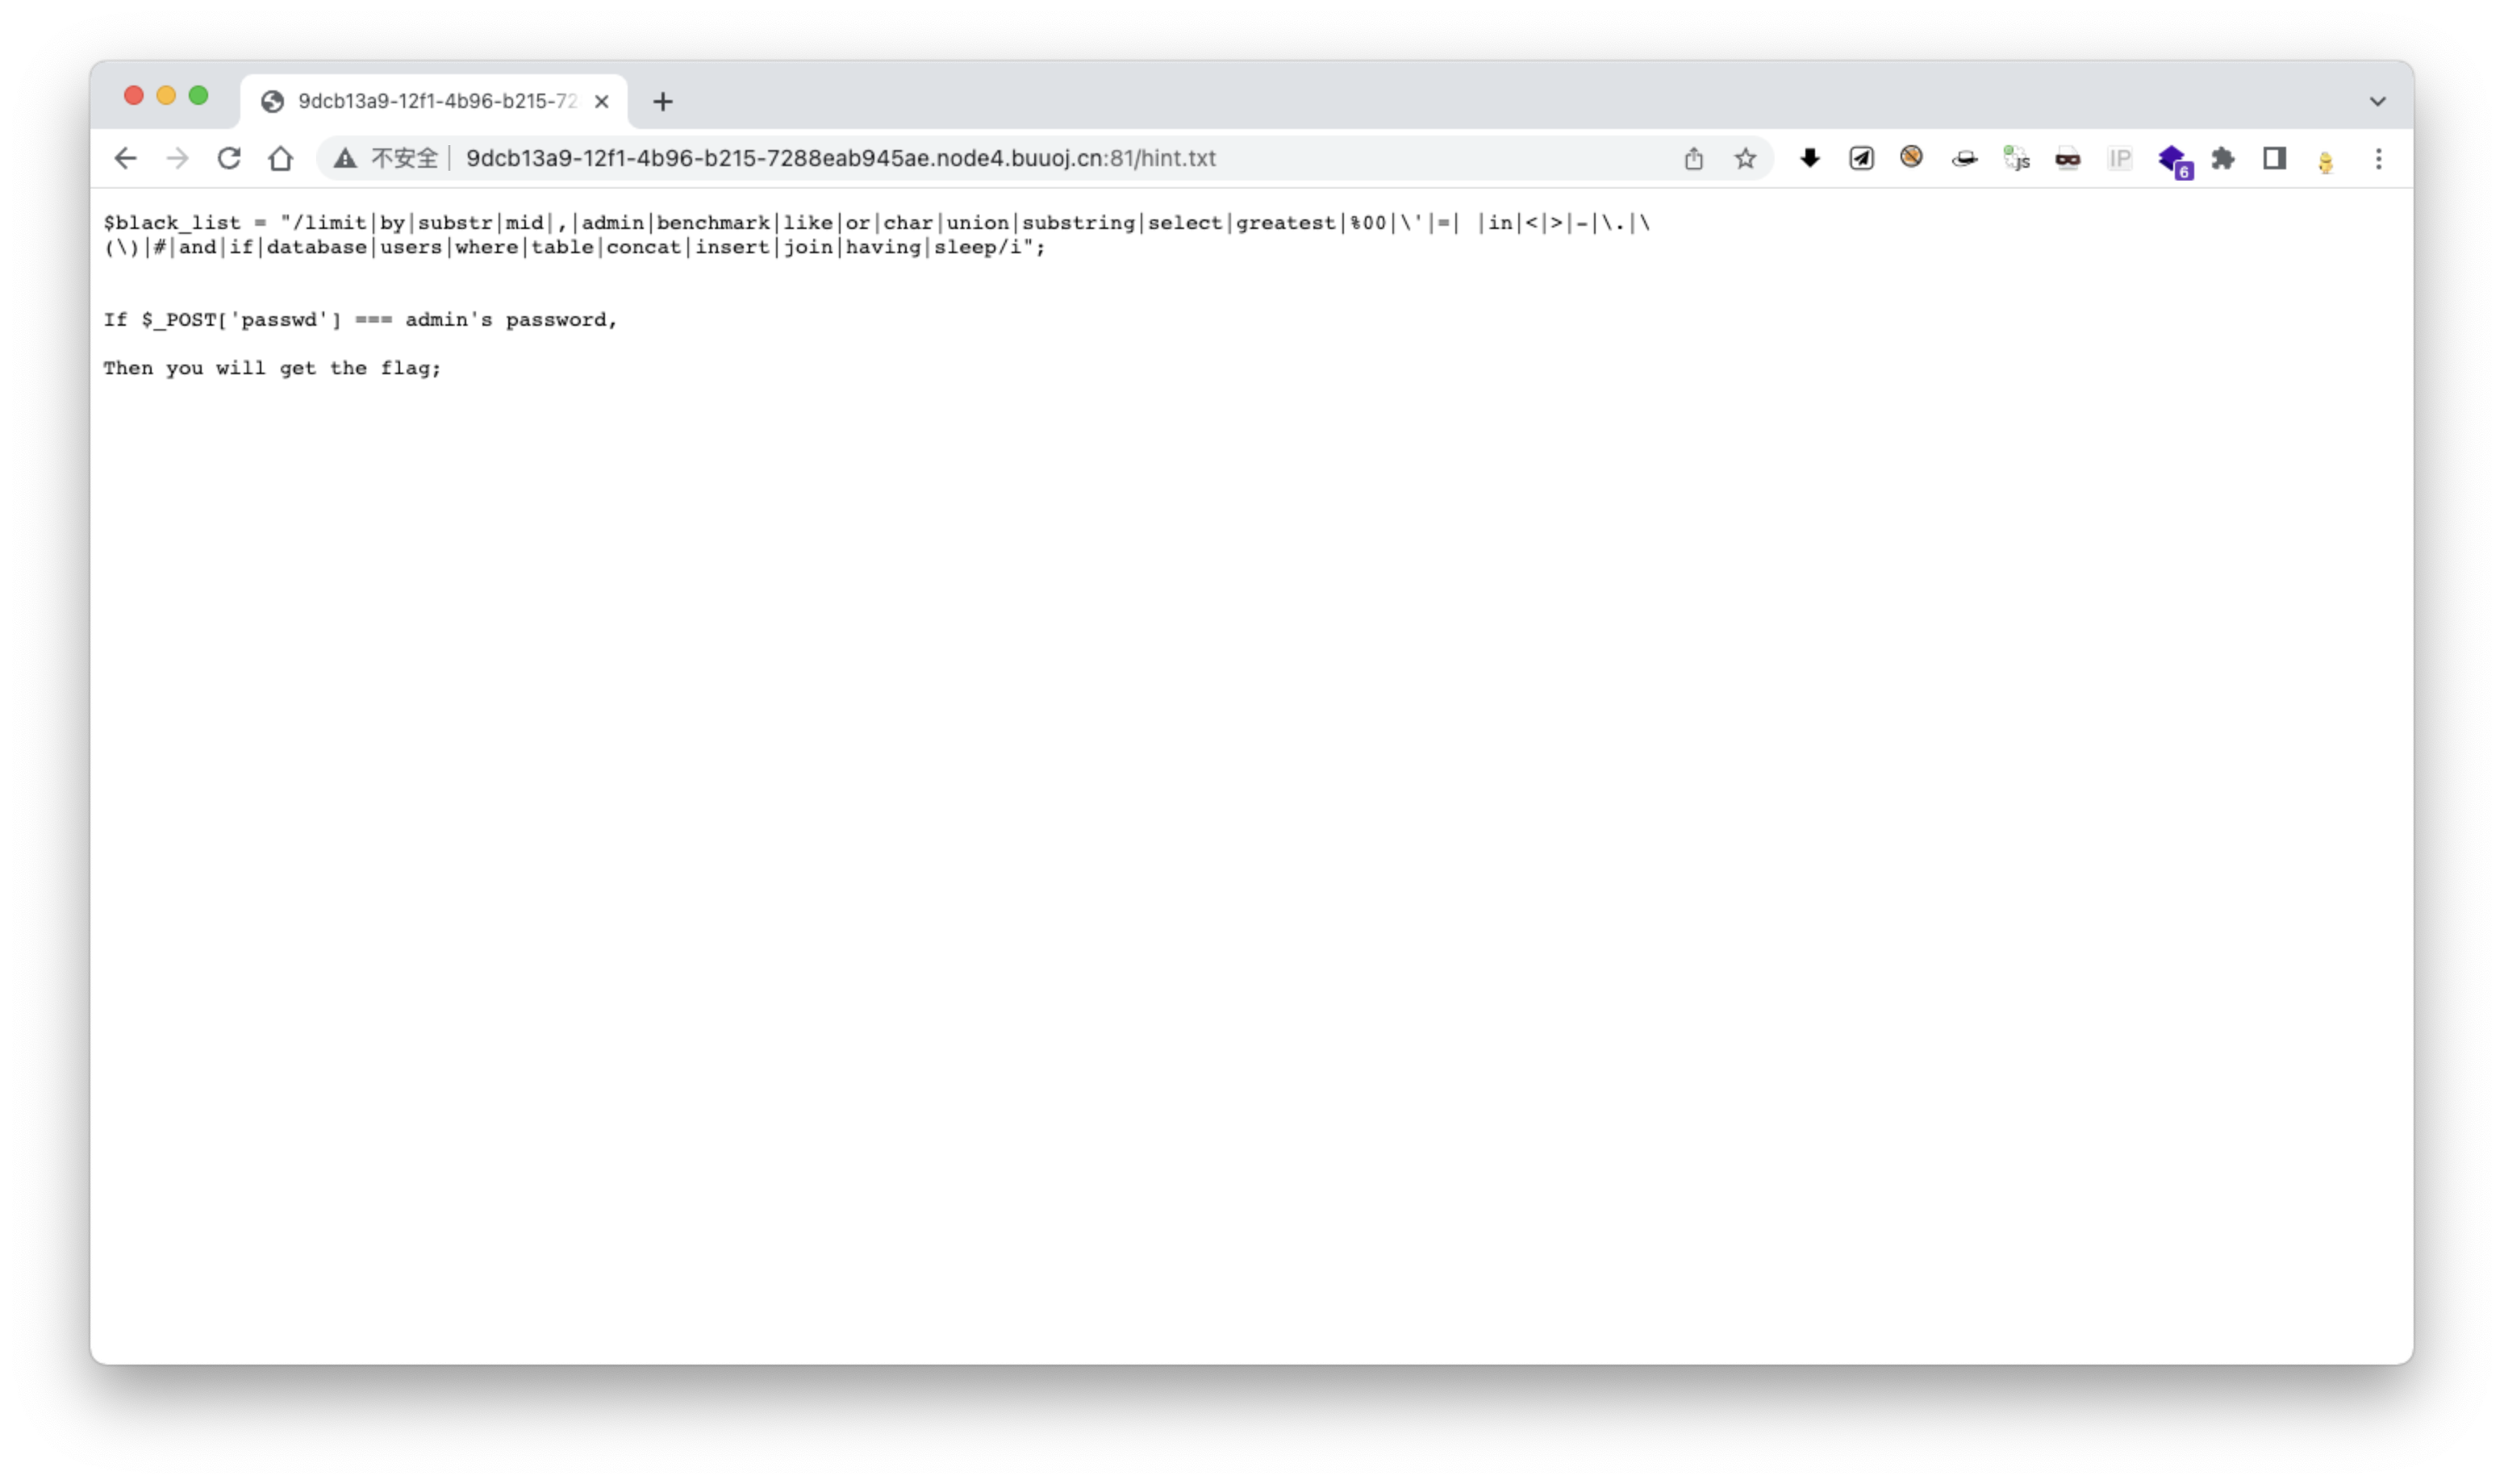 9dcb13a9-12f1-4b96-b215-72
不安全 9dcb13a9-12f1-4b96-b215-7288eab945ae.node4.buuoj.cn:81/hint.txt
JS
IP
6
$black_list = "/limit|by|substr|mid|,|admin|benchmark|like|or|char|union|substring|select|greatest|%00|\'|=| |in|<|>|-|\.|\
(\)|#|and|if|database|users|where|table|concat|insert|join|having|sleep/i";
If $_POST['passwd'] === admin's password,
Then you will get the flag;